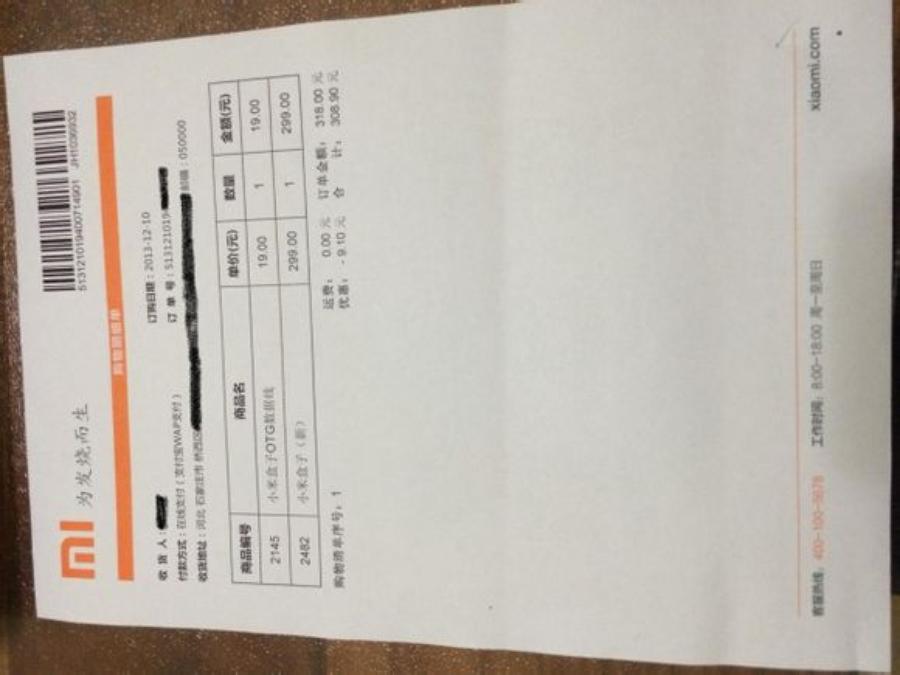 mi 为发烧而生
5131210194007149​01 JH1036932
购物清单
收 货 人：
订购日期：2013-12-10
付款方式：在线支付（支付宝WAP支付）
订 单 号：513121019
收货地址：河北 石家庄市 桥西区 邮编：050000
商品编号 商品名 单价(元) 数量 金额(元)
2145 小米盒子OTG数据线 19.00 1 19.00
2482 小米盒子（新） 299.00 1 299.00
购物清单序号：1
运费： 0.00 元 订单金额： 318.00 元
优惠： - 9.10 元 合 计： 308.90 元
客服热线：400-100-5678 工作时间：8:00-18:00 周一至周日 xiaomi.com